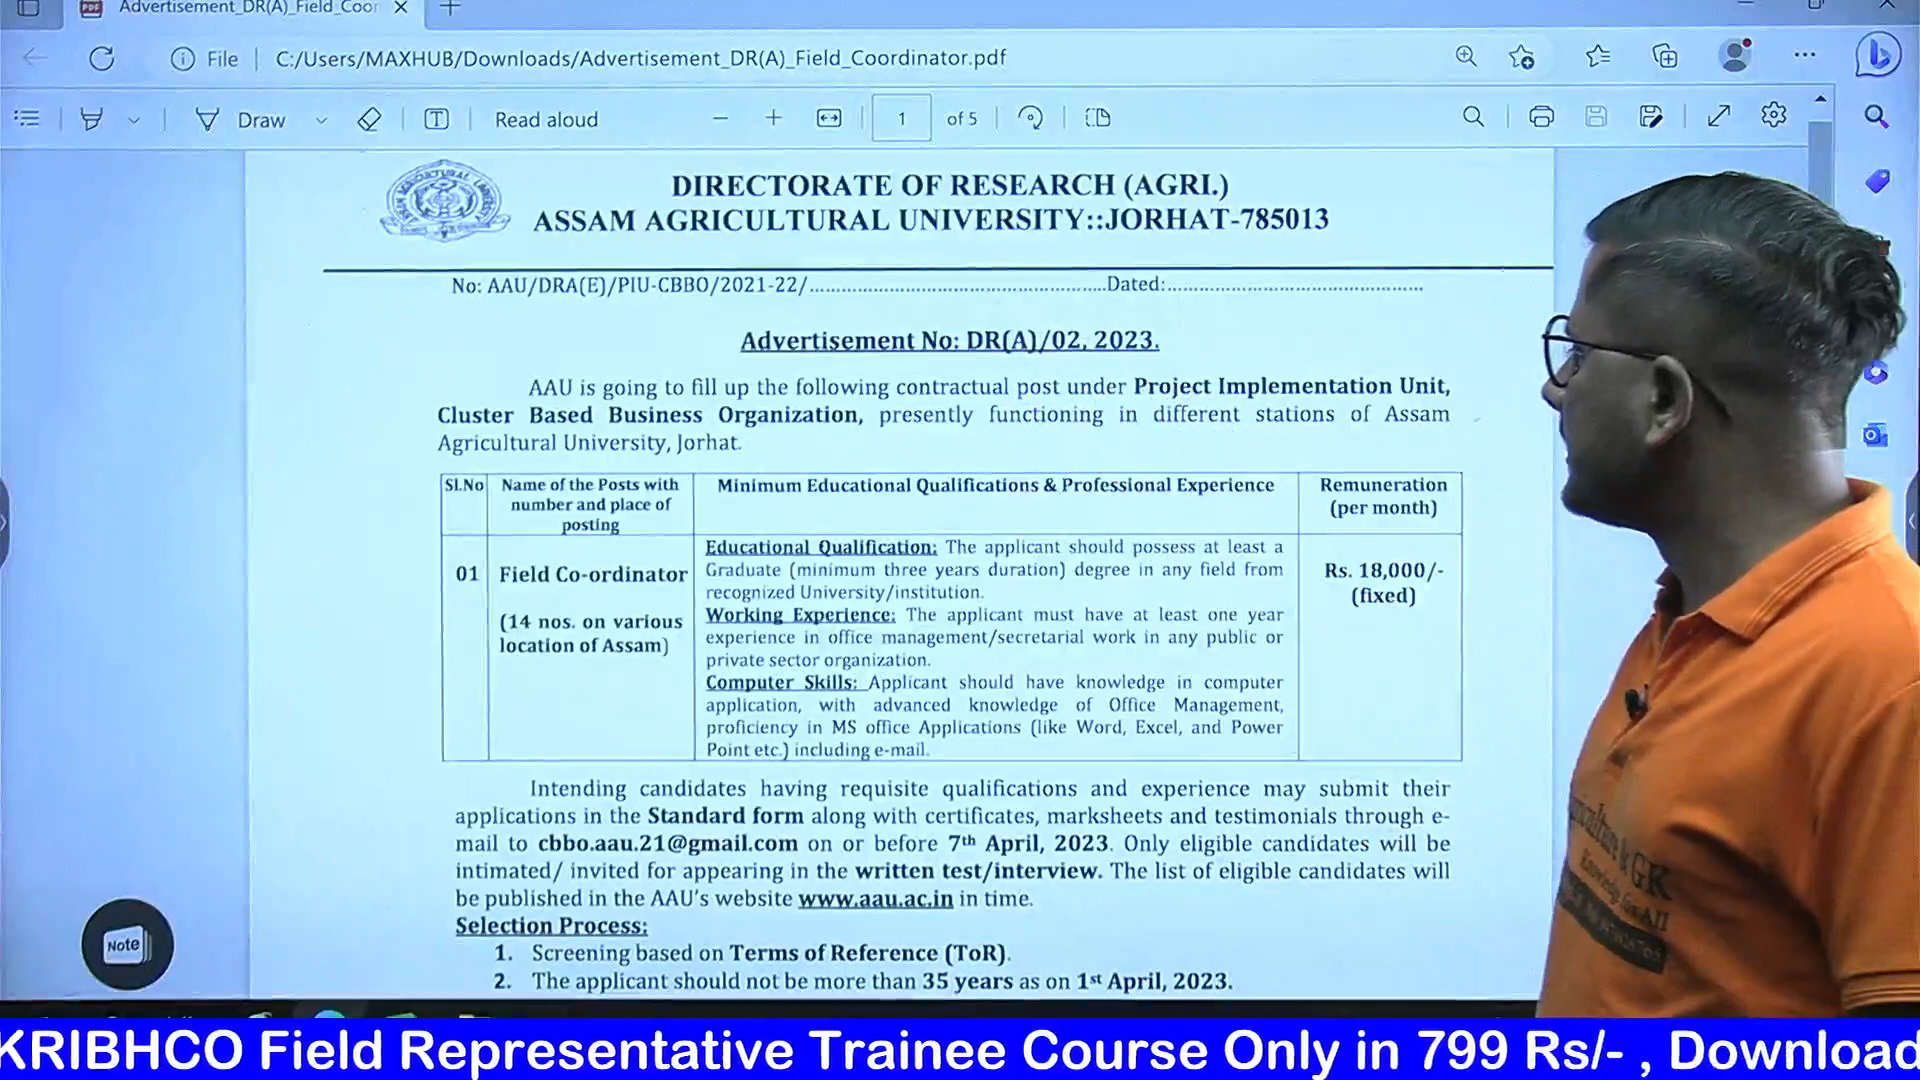 Advertisement_DR(A)_Field_Coor
File
C:/Users/MAXHUB/Downloads/Advertisement_DR(A)_Field_Coordinator.pdf
Draw
Read aloud
1 of 5
DIRECTORATE OF RESEARCH (AGRI.)
ASSAM AGRICULTURAL UNIVERSITY::JORHAT-785013
No: AAU/DRA(E)/PIU-CBBO/2021-22/.....................................................Dated:..............................................
Advertisement No: DR(A)/02, 2023.
AAU is going to fill up the following contractual post under Project Implementation Unit,
Cluster Based Business Organization, presently functioning in different stations of Assam
Agricultural University, Jorhat.
Sl.No
Name of the Posts with
number and place of
posting
Minimum Educational Qualifications & Professional Experience
Remuneration
(per month)
01
Field Co-ordinator
(14 nos. on various
location of Assam)
Educational Qualification: The applicant should possess at least a
Graduate (minimum three years duration) degree in any field from
recognized University/institution.
Working Experience: The applicant must have at least one year
experience in office management/secretarial work in any public or
private sector organization.
Computer Skills: Applicant should have knowledge in computer
application, with advanced knowledge of Office Management,
proficiency in MS office Applications (like Word, Excel, and Power
Point etc.) including e-mail.
Rs. 18,000/-
(fixed)
Intending candidates having requisite qualifications and experience may submit their
applications in the Standard form along with certificates, marksheets and testimonials through e-
mail to cbbo.aau.21@gmail.com on or before 7th April, 2023. Only eligible candidates will be
intimated/ invited for appearing in the written test/interview. The list of eligible candidates will
be published in the AAU's website www.aau.ac.in in time.
Selection Process:
1. Screening based on Terms of Reference (ToR).
2. The applicant should not be more than 35 years as on 1st April, 2023.
Note
Agriculture & GK
Knowledge for All
KRIBHCO Field Representative Trainee Course Only in 799 Rs/- , Download